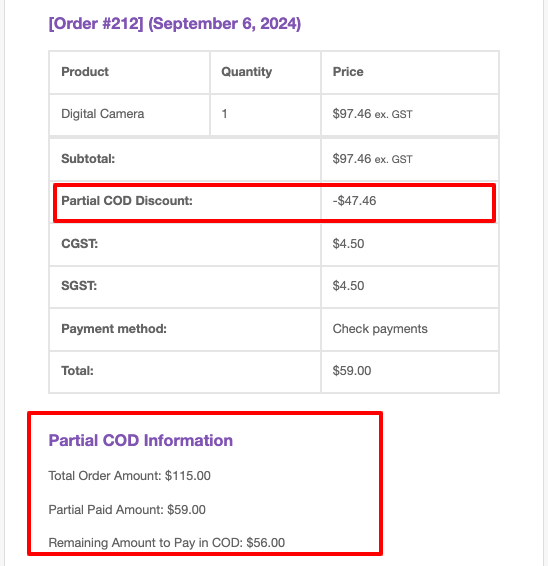 [Order #212] (September 6, 2024)
Product Quantity Price
Digital Camera 1 $97.46 ex. GST
Subtotal: $97.46 ex. GST
Partial COD Discount: -$47.46
CGST: $4.50
SGST: $4.50
Payment method: Check payments
Total: $59.00
Partial COD Information
Total Order Amount: $115.00
Partial Paid Amount: $59.00
Remaining Amount to Pay in COD: $56.00